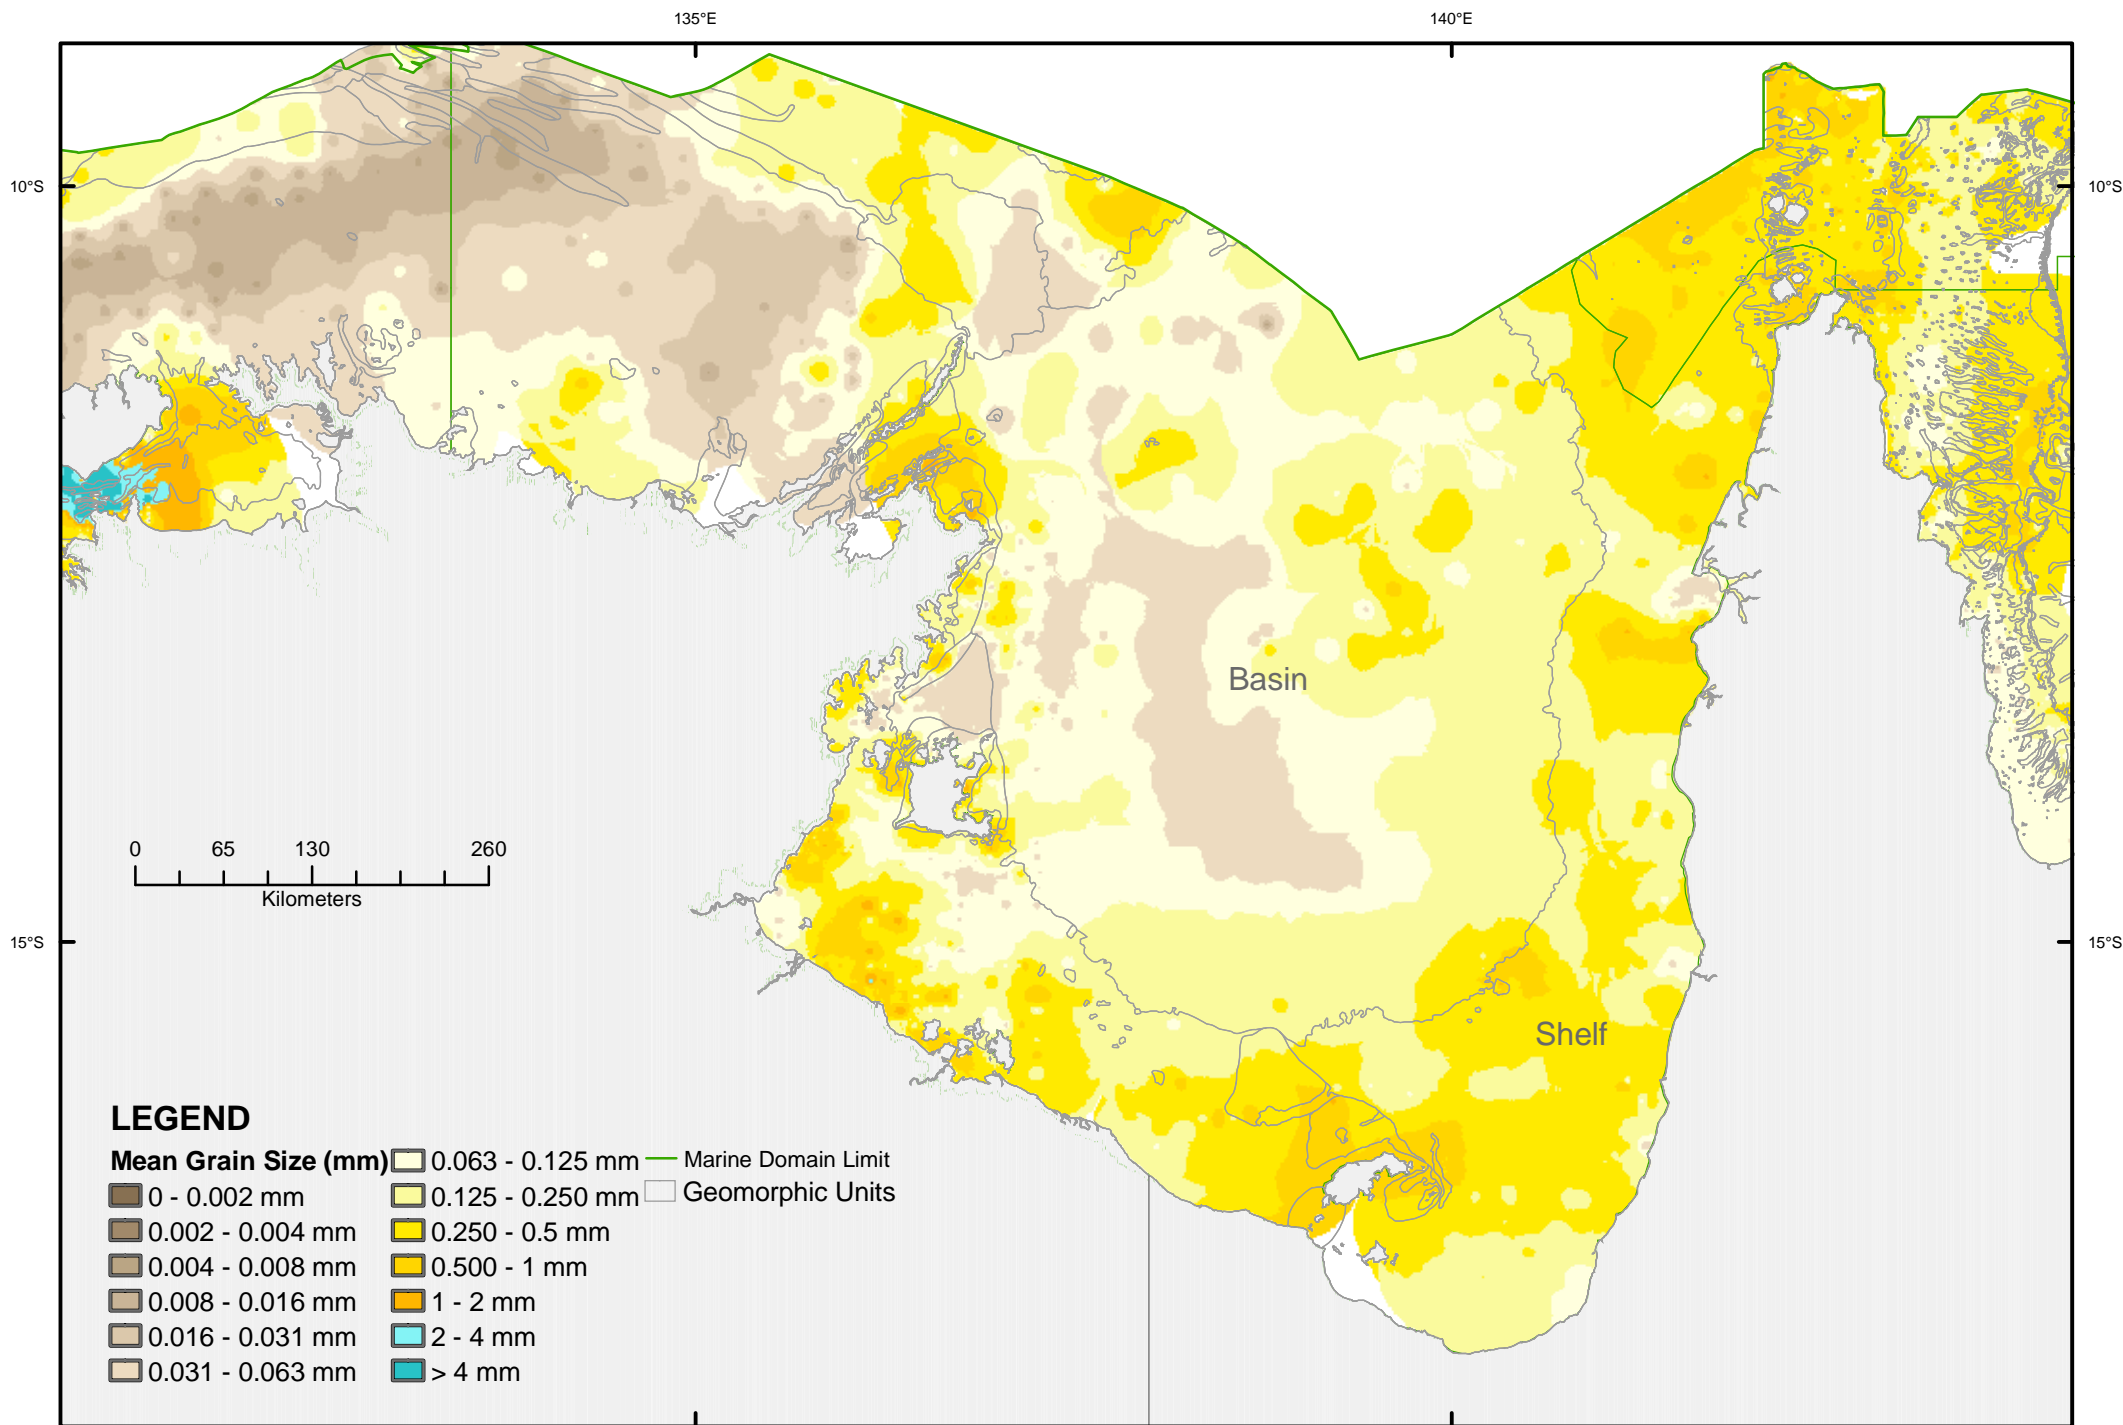 135°E 140°E
10°S 10°S
Basin
0 65 130 260
Kilometers
15°S 15°S
Shelf
LEGEND
Mean Grain Size (mm) 0.063 - 0.125 mm Marine Domain Limit
0 - 0.002 mm 0.125 - 0.250 mm Geomorphic Units
0.002 - 0.004 mm 0.250 - 0.5 mm
0.004 - 0.008 mm 0.500 - 1 mm
0.008 - 0.016 mm 1 - 2 mm
0.016 - 0.031 mm 2 - 4 mm
0.031 - 0.063 mm > 4 mm